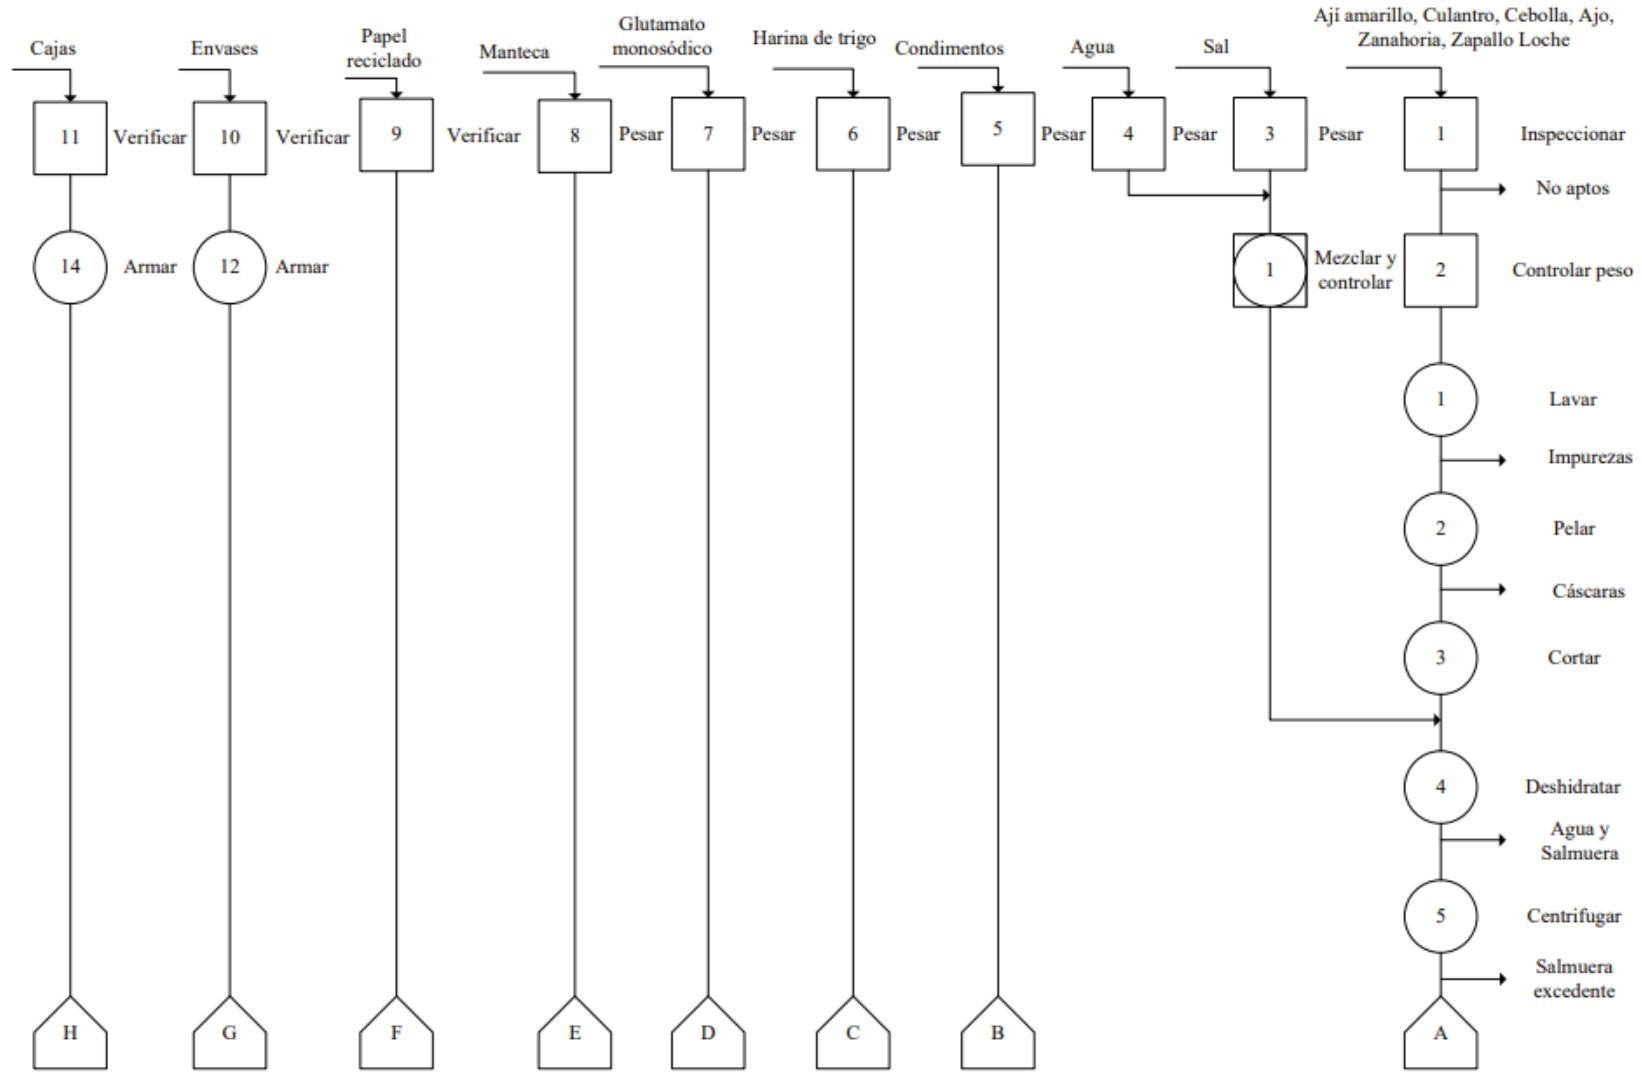 Cajas
Envases
Papel
reciclado
Manteca
Glutamato
monosódico
Harina de trigo
Condimentos
Agua
Sal
Ají amarillo, Culantro, Cebolla, Ajo,
Zanahoria, Zapallo Loche
11
Verificar
10
Verificar
9
Verificar
8
Pesar
7
Pesar
6
Pesar
5
Pesar
4
Pesar
3
Pesar
1
Inspeccionar
No aptos
14
Armar
12
Armar
1
Mezclar y
controlar
2
Controlar peso
1
Lavar
Impurezas
2
Pelar
Cáscaras
3
Cortar
4
Deshidratar
Agua y
Salmuera
5
Centrifugar
Salmuera
excedente
H
G
F
E
D
C
B
A